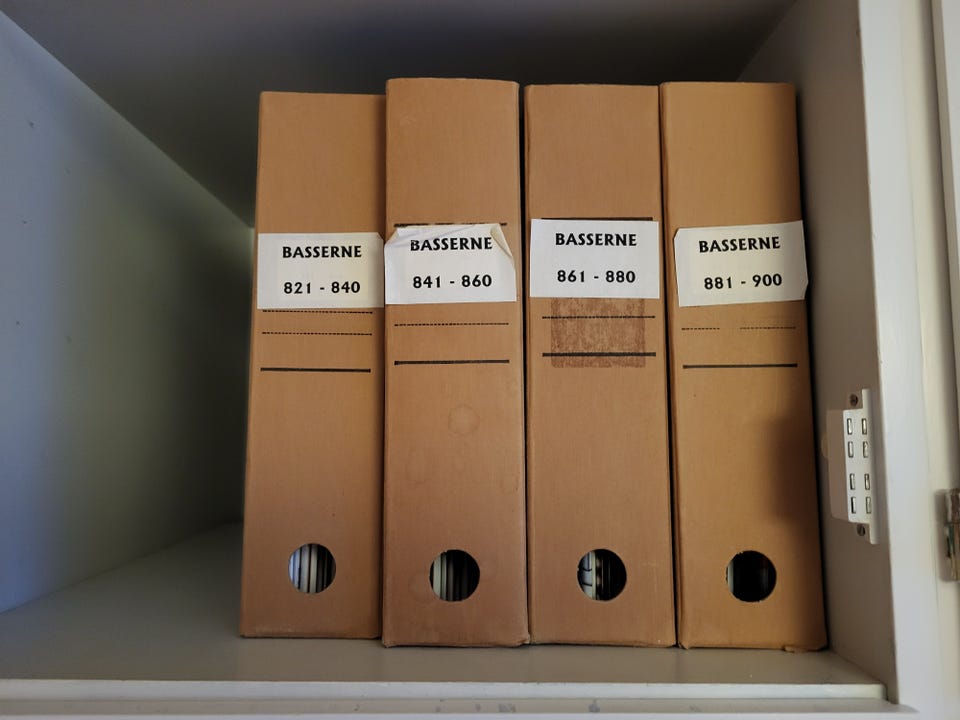 BASSERNE
821 - 840
BASSERNE
841 - 860
BASSERNE
861 - 880
BASSERNE
881 - 900